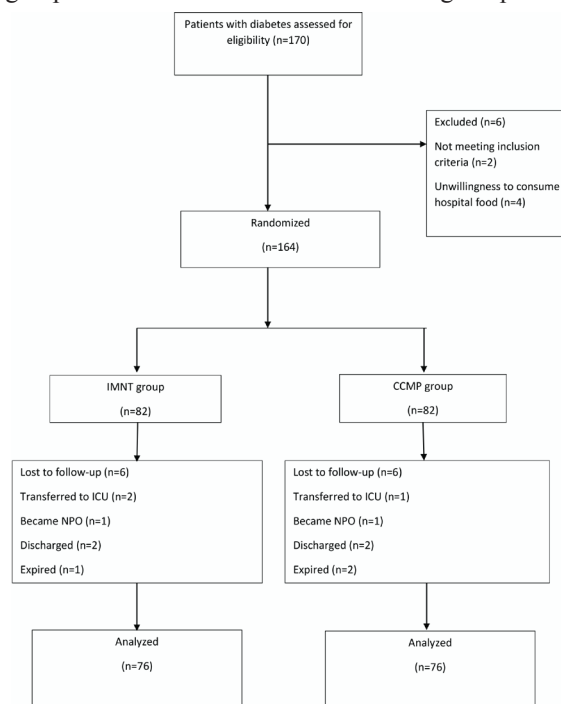 Patients with diabetes assessed for
eligibility (n=170)
Excluded (n=6)
Not meeting inclusion
criteria (n=2)
Unwillingness to consume
hospital food (n=4)
Randomized
(n=164)
IMNT group
(n=82)
CCMP group
(n=82)
Lost to follow-up (n=6)
Transferred to ICU (n=2)
Became NPO (n=1)
Discharged (n=2)
Expired (n=1)
Lost to follow-up (n=6)
Transferred to ICU (n=1)
Became NPO (n=1)
Discharged (n=2)
Expired (n=2)
Analyzed
(n=76)
Analyzed
(n=76)